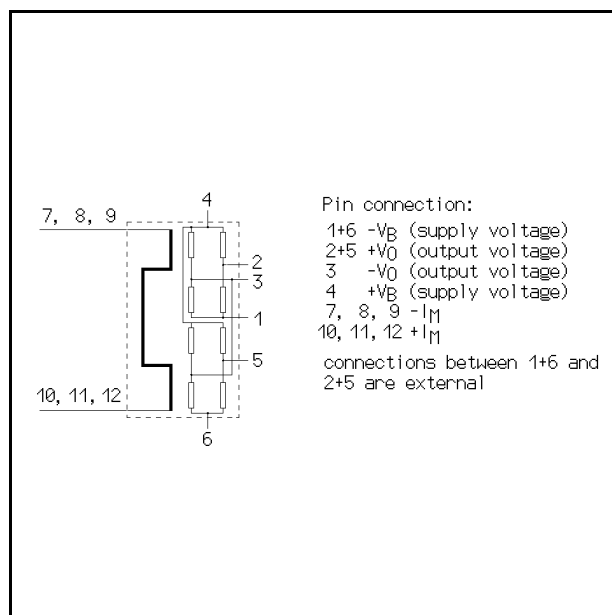 4
7, 8, 9
2
3
1
5
10, 11, 12
6
Pin connection:
1+6 -VB (supply voltage)
2+5 +VO (output voltage)
3 -VO (output voltage)
4 +VB (supply voltage)
7, 8, 9 -IM
10, 11, 12 +IM
connections between 1+6 and
2+5 are external